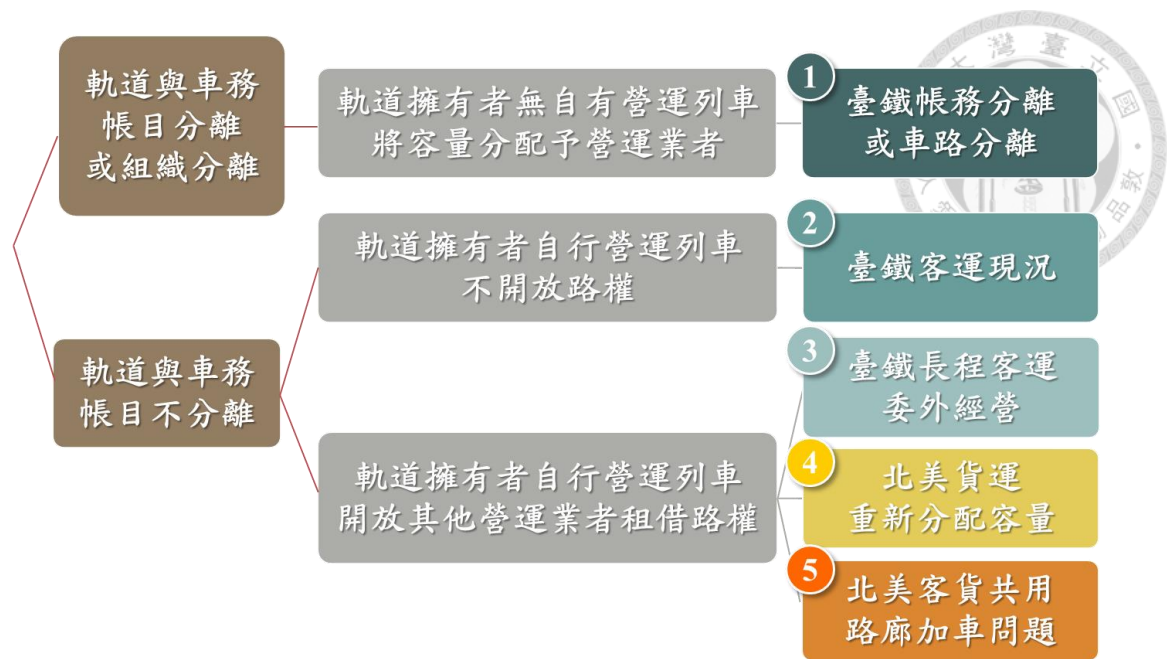 軌道與車務
帳目分離
或組織分離
軌道擁有者無自有營運列車
將容量分配予營運業者
1
臺鐵帳務分離
或車路分離
軌道與車務
帳目不分離
軌道擁有者自行營運列車
不開放路權
2
臺鐵客運現況
軌道擁有者自行營運列車
開放其他營運業者租借路權
3
臺鐵長程客運
委外經營
4
北美貨運
重新分配容量
5
北美客貨共用
路廊加車問題